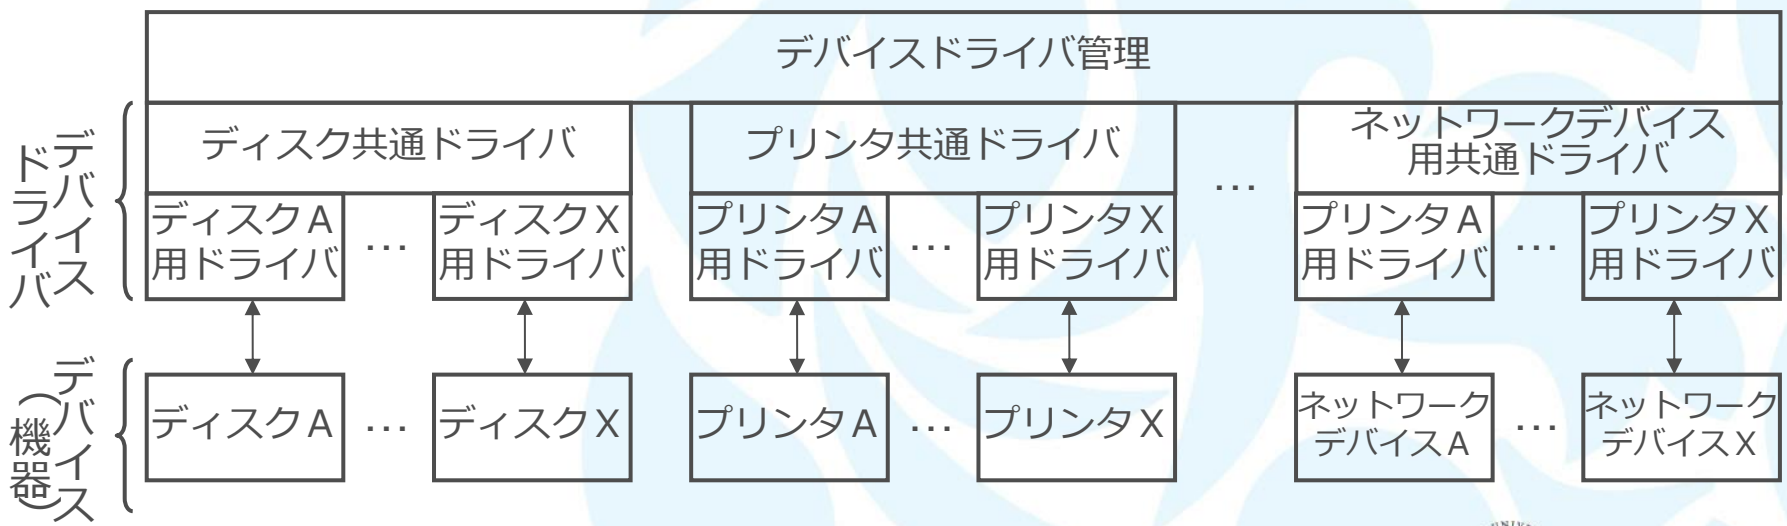 デバイスドライバ管理
デバイス
ドライバ
ディスク共通ドライバ
プリンタ共通ドライバ
…
ネットワークデバイス
用共通ドライバ
ディスクA
用ドライバ
…
ディスクX
用ドライバ
プリンタA
用ドライバ
…
プリンタX
用ドライバ
プリンタA
用ドライバ
…
プリンタX
用ドライバ
デバイス
(機器)
ディスクA
…
ディスクX
プリンタA
…
プリンタX
ネットワーク
デバイスA
…
ネットワーク
デバイスX